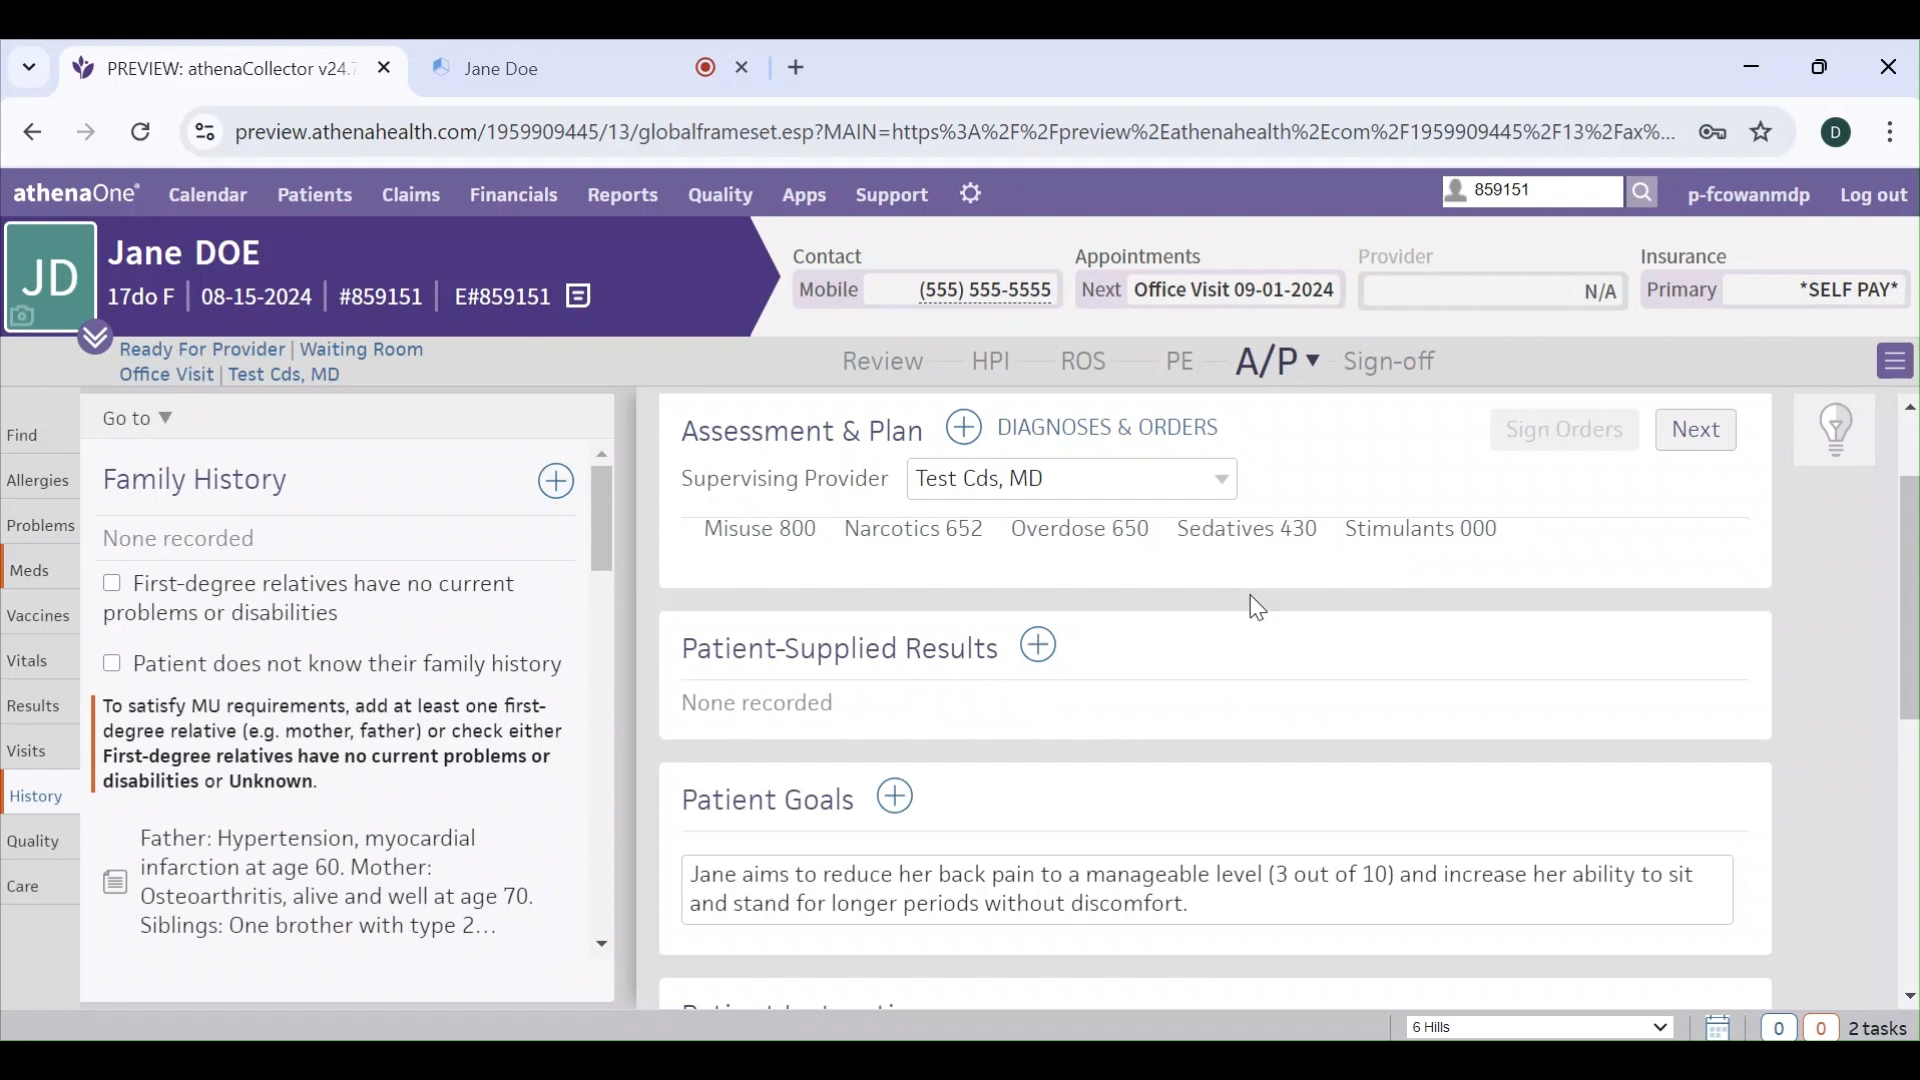 PREVIEW: athenaCollector v24.7
Jane Doe
preview.athenahealth.com/1959909445/13/globalframeset.esp?MAIN=https%3A%2F%2Fpreview%2Eathenahealth%2Ecom%2F1959909445%2F13%2Fax%...
D
athenaOne
Calendar
Patients
Claims
Financials
Reports
Quality
Apps
Support
859151
p-fcowanmdp
Log out
JD
Jane DOE
17do F
08-15-2024
#859151
E#859151
Contact
Mobile
(555) 555-5555
Appointments
Next
Office Visit 09-01-2024
Provider
N/A
Insurance
Primary
*SELF PAY*
Ready For Provider | Waiting Room
Office Visit | Test Cds, MD
Review
HPI
ROS
PE
A/P
Sign-off
Find
Allergies
Problems
Meds
Vaccines
Vitals
Results
Visits
History
Quality
Care
Go to
Family History
None recorded
First-degree relatives have no current
problems or disabilities
Patient does not know their family history
To satisfy MU requirements, add at least one first-
degree relative (e.g. mother, father) or check either
First-degree relatives have no current problems or
disabilities or Unknown.
Father: Hypertension, myocardial
infarction at age 60. Mother:
Osteoarthritis, alive and well at age 70.
Siblings: One brother with type 2...
Assessment & Plan
DIAGNOSES & ORDERS
Sign Orders
Next
Supervising Provider
Test Cds, MD
Misuse 800
Narcotics 652
Overdose 650
Sedatives 430
Stimulants 000
Patient-Supplied Results
None recorded
Patient Goals
Jane aims to reduce her back pain to a manageable level (3 out of 10) and increase her ability to sit
and stand for longer periods without discomfort.
6 Hills
0
0
2 tasks